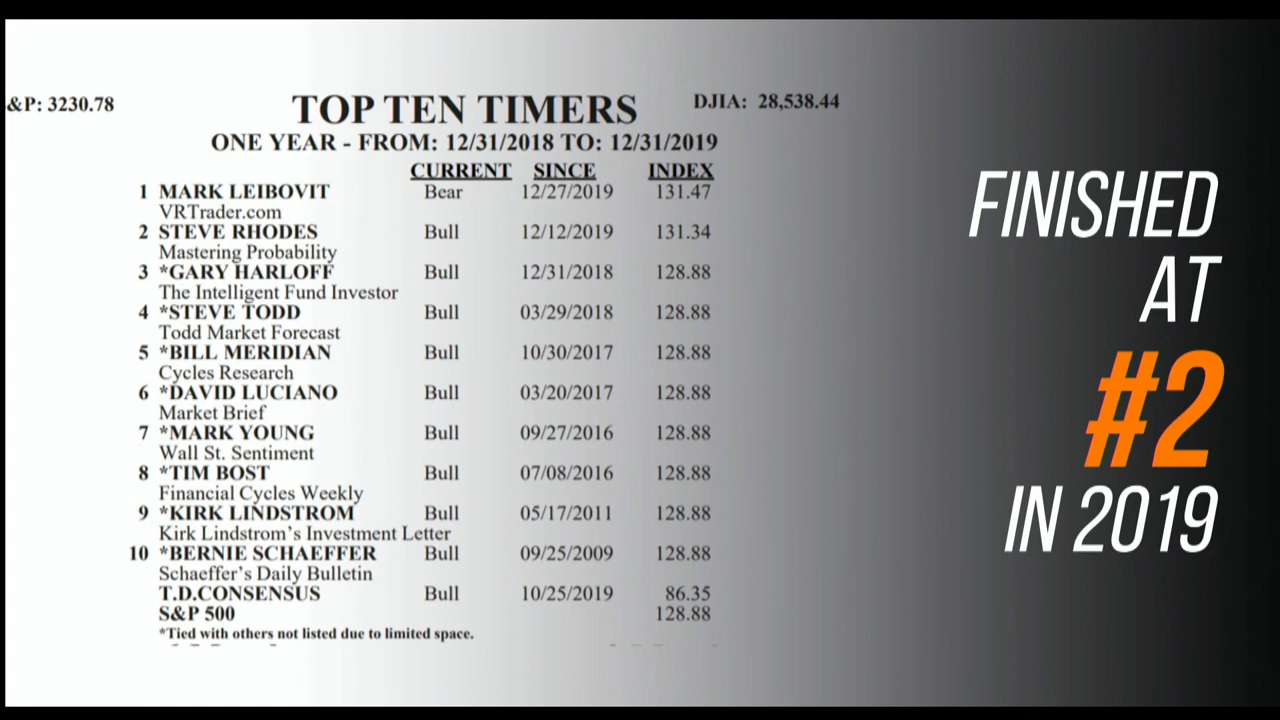 &P: 3230.78
TOP TEN TIMERS
DJIA: 28,538.44
ONE YEAR - FROM: 12/31/2018 TO: 12/31/2019
CURRENT SINCE INDEX
1 MARK LEIBOVIT Bear 12/27/2019 131.47
VRTrader.com
2 STEVE RHODES Bull 12/12/2019 131.34
Mastering Probability
3 *GARY HARLOFF Bull 12/31/2018 128.88
The Intelligent Fund Investor
4 *STEVE TODD Bull 03/29/2018 128.88
Todd Market Forecast
5 *BILL MERIDIAN Bull 10/30/2017 128.88
Cycles Research
6 *DAVID LUCIANO Bull 03/20/2017 128.88
Market Brief
7 *MARK YOUNG Bull 09/27/2016 128.88
Wall St. Sentiment
8 *TIM BOST Bull 07/08/2016 128.88
Financial Cycles Weekly
9 *KIRK LINDSTROM Bull 05/17/2011 128.88
Kirk Lindstrom's Investment Letter
10 *BERNIE SCHAEFFER Bull 09/25/2009 128.88
Schaeffer's Daily Bulletin
T.D.CONSENSUS Bull 10/25/2019 86.35
S&P 500 128.88
*Tied with others not listed due to limited space.
FINISHED
AT
#2
IN 2019